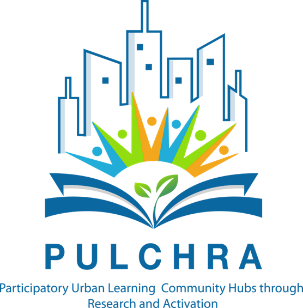 PULCHRA
Participatory Urban Learning Community Hubs through
Research and Activation